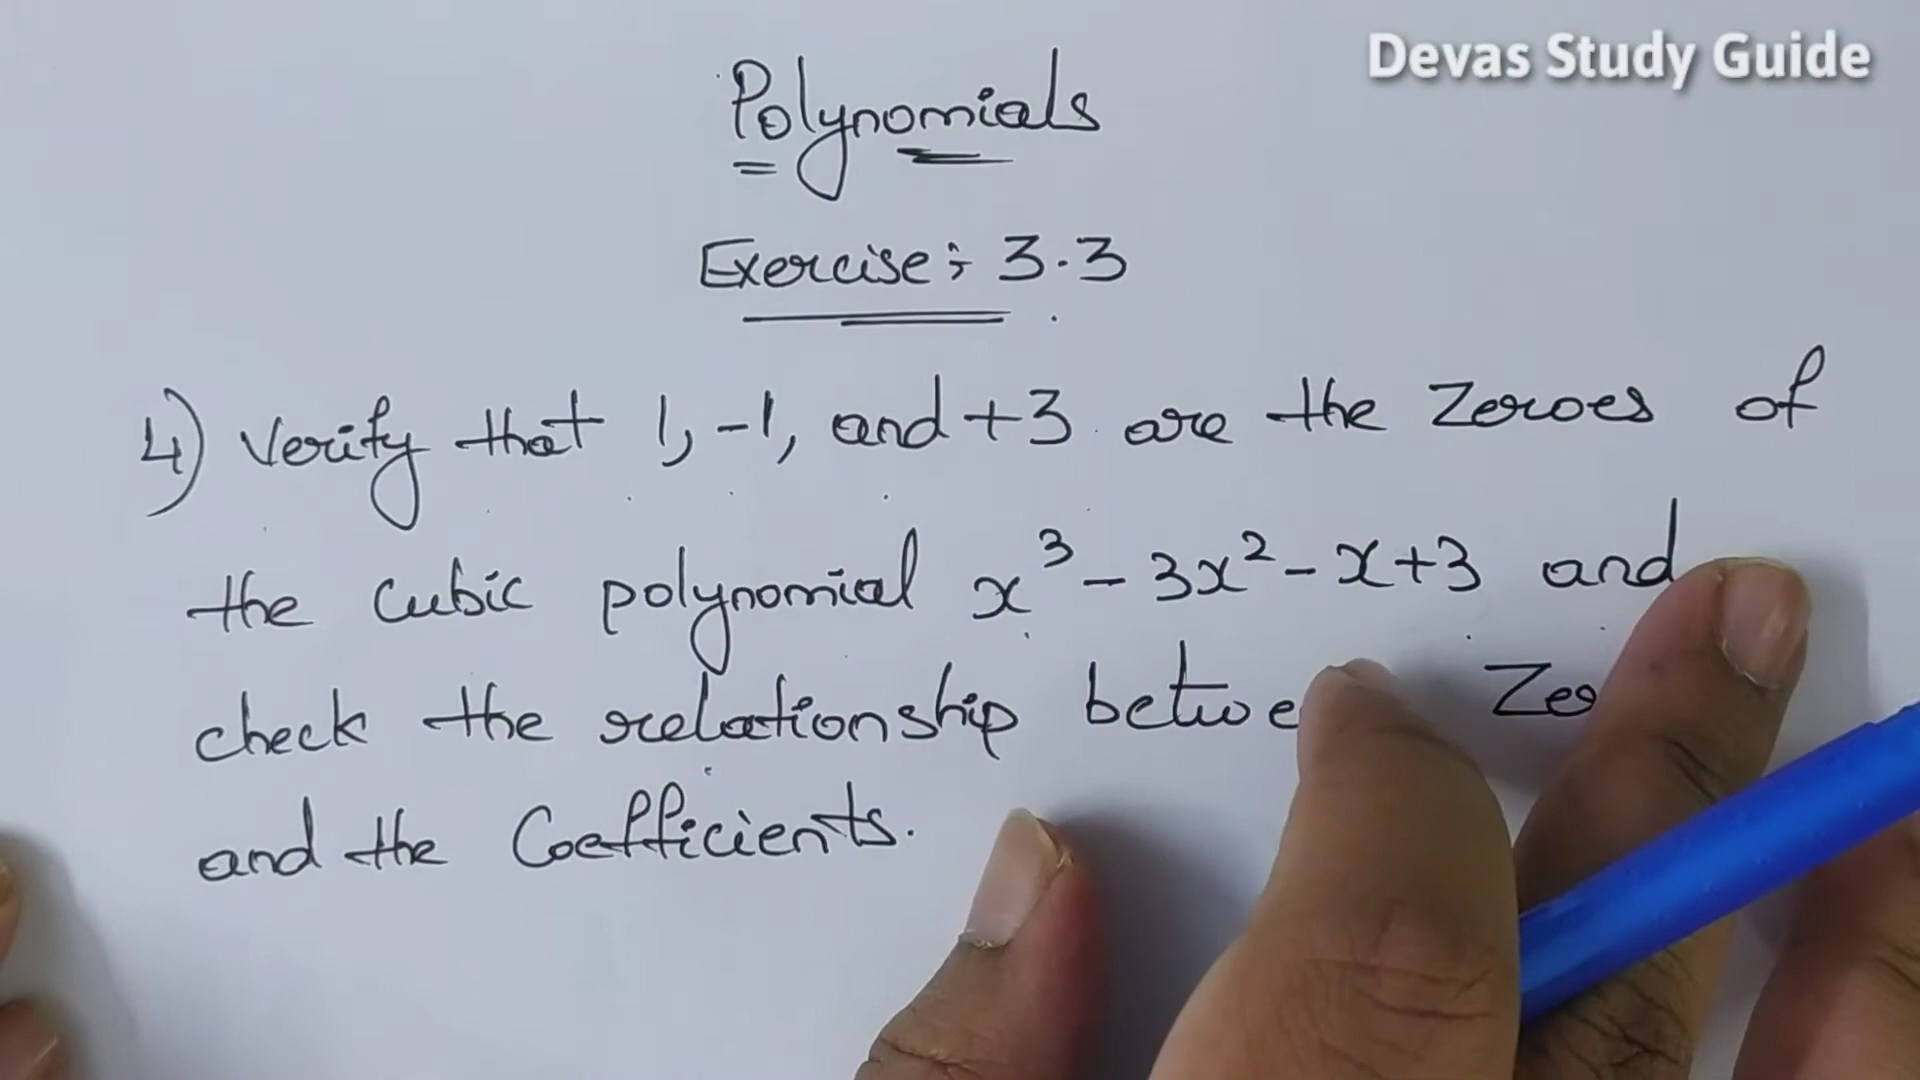 Devas Study Guide
Polynomials
Exercise: 3.3
4) Verify that 1, -1, and +3 are the Zeroes of
the Cubic polynomial x³ - 3x² - x + 3 and
check the relationship
and the Coefficients.